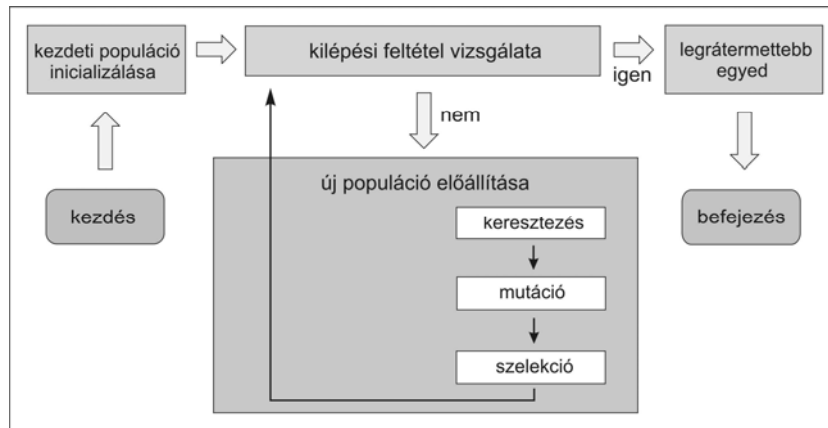 kezdeti populáció
inicializálása
kilépési feltétel vizsgálata
igen
legrátermettebb
egyed
nem
új populáció előállítása
kezdés
keresztezés
befejezés
mutáció
szelekció